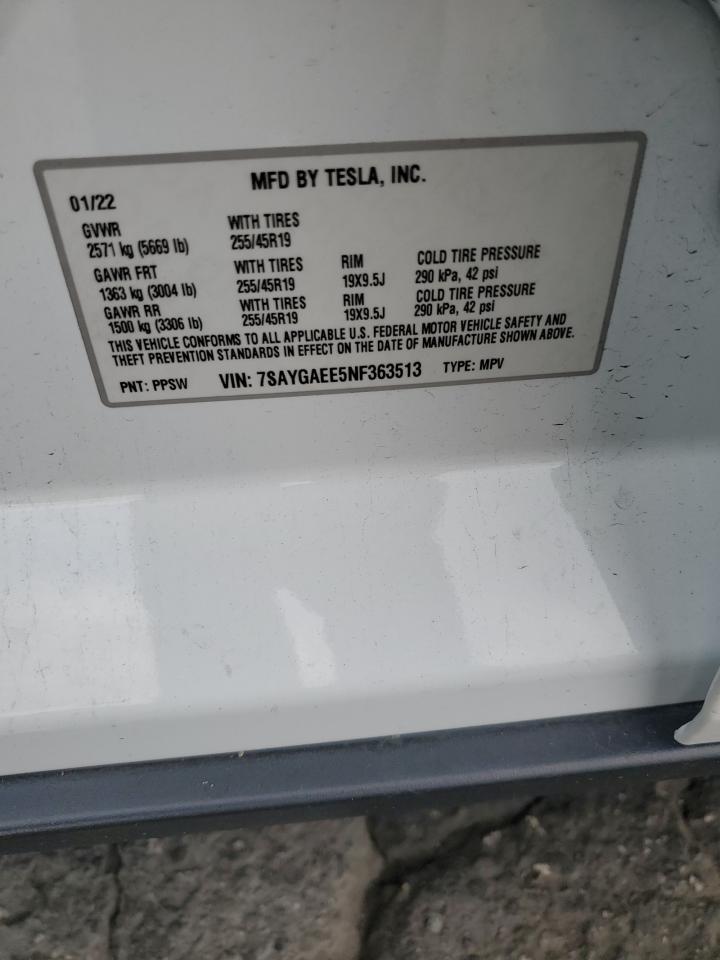 MFD BY TESLA, INC.
01/22
GVWR WITH TIRES
2571 kg (5669 lb) 255/45R19
GAWR FRT WITH TIRES RIM COLD TIRE PRESSURE
1363 kg (3004 lb) 255/45R19 19X9.5J 290 kPa, 42 psi
GAWR RR WITH TIRES RIM COLD TIRE PRESSURE
1500 kg (3306 lb) 255/45R19 19X9.5J 290 kPa, 42 psi
THIS VEHICLE CONFORMS TO ALL APPLICABLE U.S. FEDERAL MOTOR VEHICLE SAFETY AND
THEFT PREVENTION STANDARDS IN EFFECT ON THE DATE OF MANUFACTURE SHOWN ABOVE.
PNT: PPSW VIN: 7SAYGAEE5NF363513 TYPE: MPV